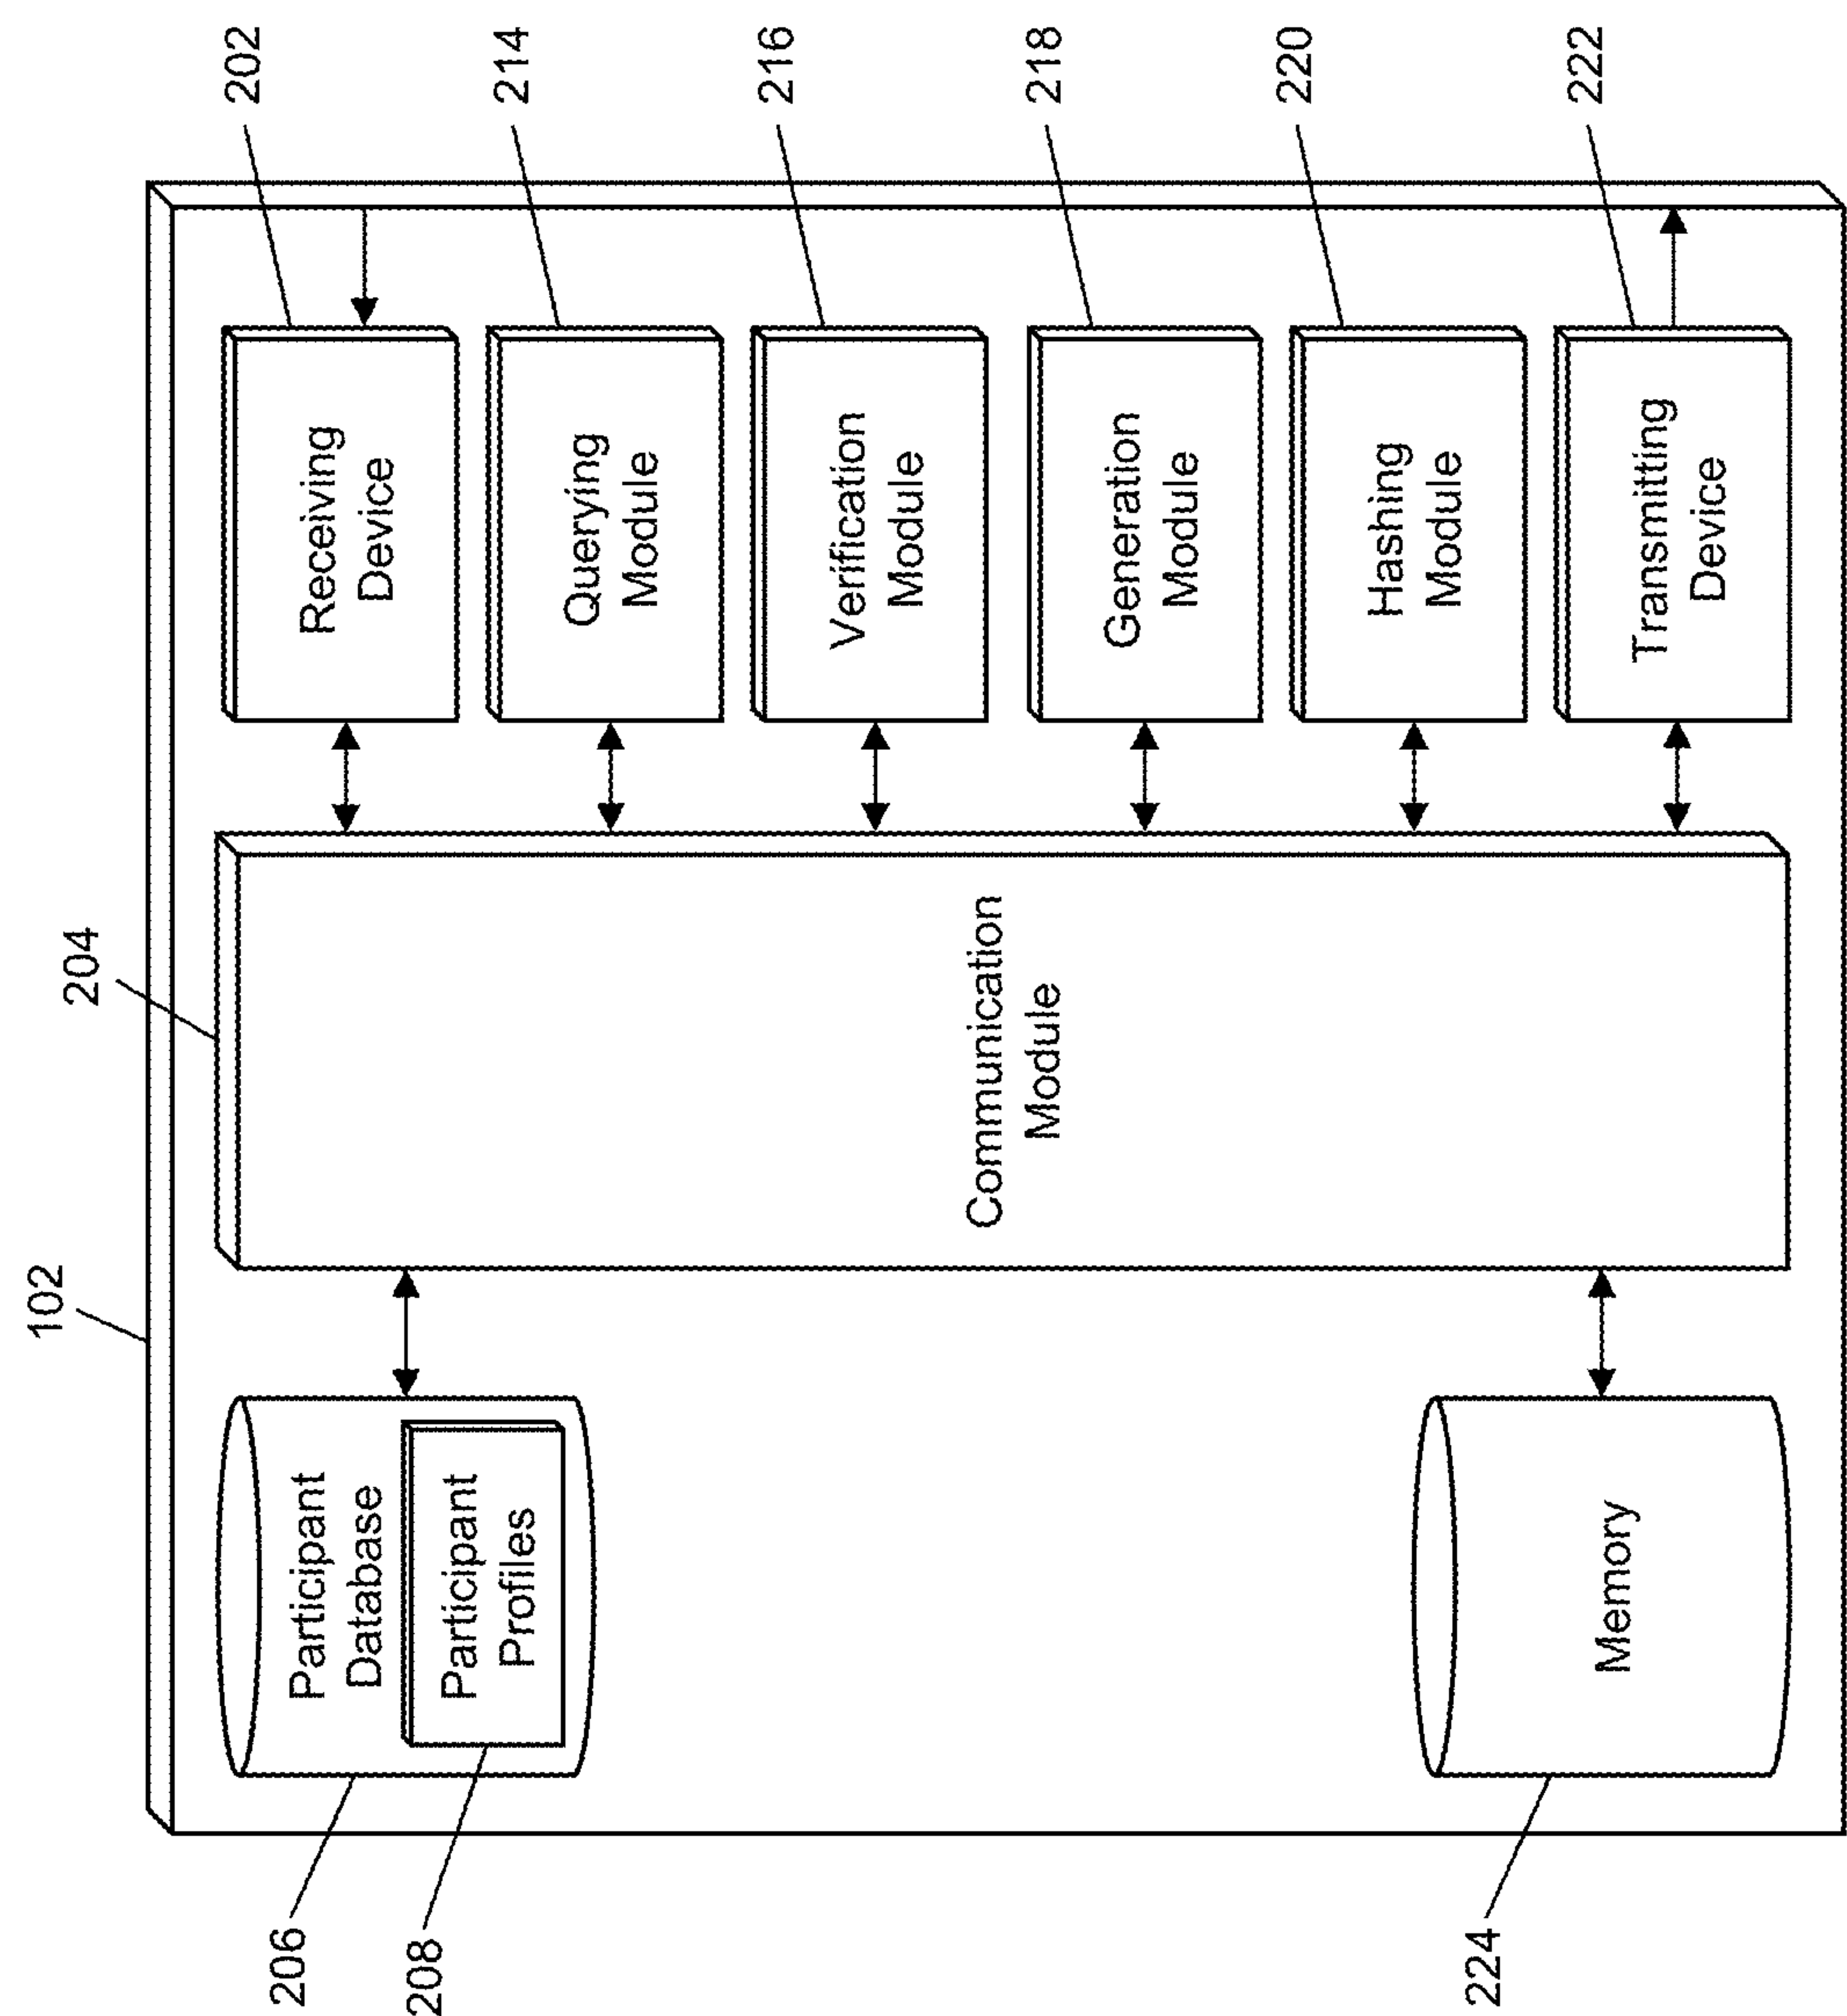 102
204
206
Participant
Database
208
Participant
Profiles
224
Memory
Communication
Module
Receiving
Device
202
Querying
Module
214
Verification
Module
216
Generation
Module
218
Hashing
Module
220
Transmitting
Device
222